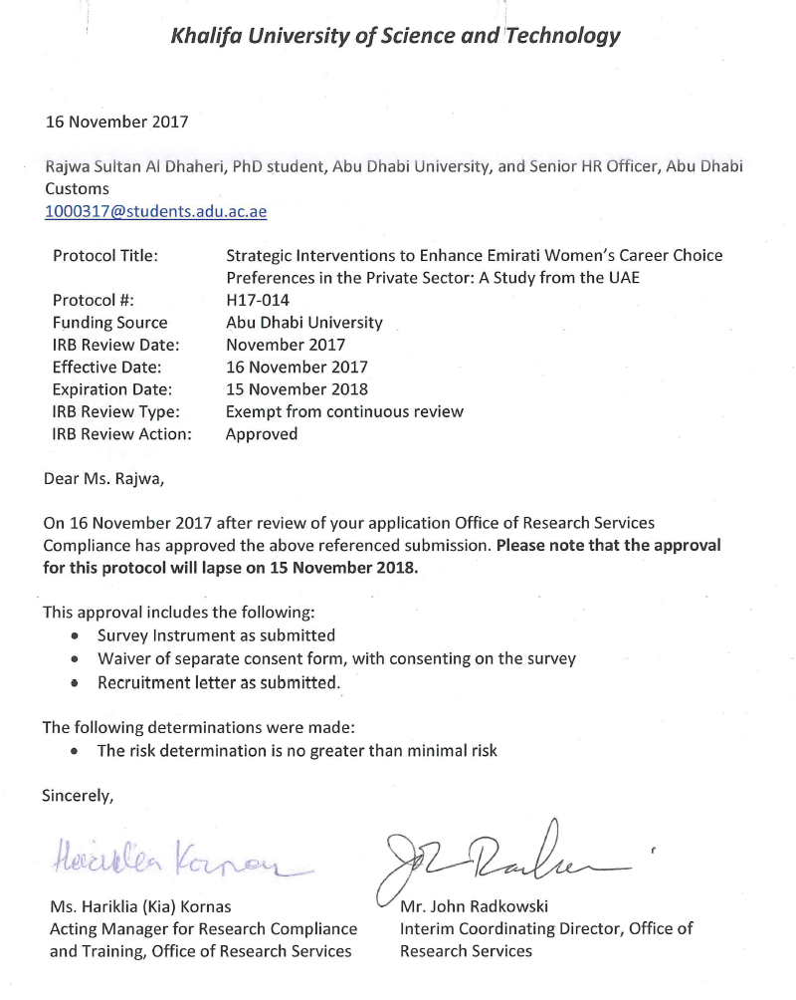 Khalifa University of Science and Technology
16 November 2017
Rajwa Sultan Al Dhaheri, PhD student, Abu Dhabi University, and Senior HR Officer, Abu Dhabi
Customs
1000317@students.adu.ac.ae
Protocol Title: Strategic Interventions to Enhance Emirati Women's Career Choice
Preferences in the Private Sector: A Study from the UAE
Protocol #: H17-014
Funding Source Abu Dhabi University
IRB Review Date: November 2017
Effective Date: 16 November 2017
Expiration Date: 15 November 2018
IRB Review Type: Exempt from continuous review
IRB Review Action: Approved
Dear Ms. Rajwa,
On 16 November 2017 after review of your application Office of Research Services
Compliance has approved the above referenced submission. Please note that the approval
for this protocol will lapse on 15 November 2018.
This approval includes the following:
• Survey Instrument as submitted
• Waiver of separate consent form, with consenting on the survey
• Recruitment letter as submitted.
The following determinations were made:
• The risk determination is no greater than minimal risk
Sincerely,
Ms. Hariklia (Kia) Kornas
Acting Manager for Research Compliance
and Training, Office of Research Services
Mr. John Radkowski
Interim Coordinating Director, Office of
Research Services